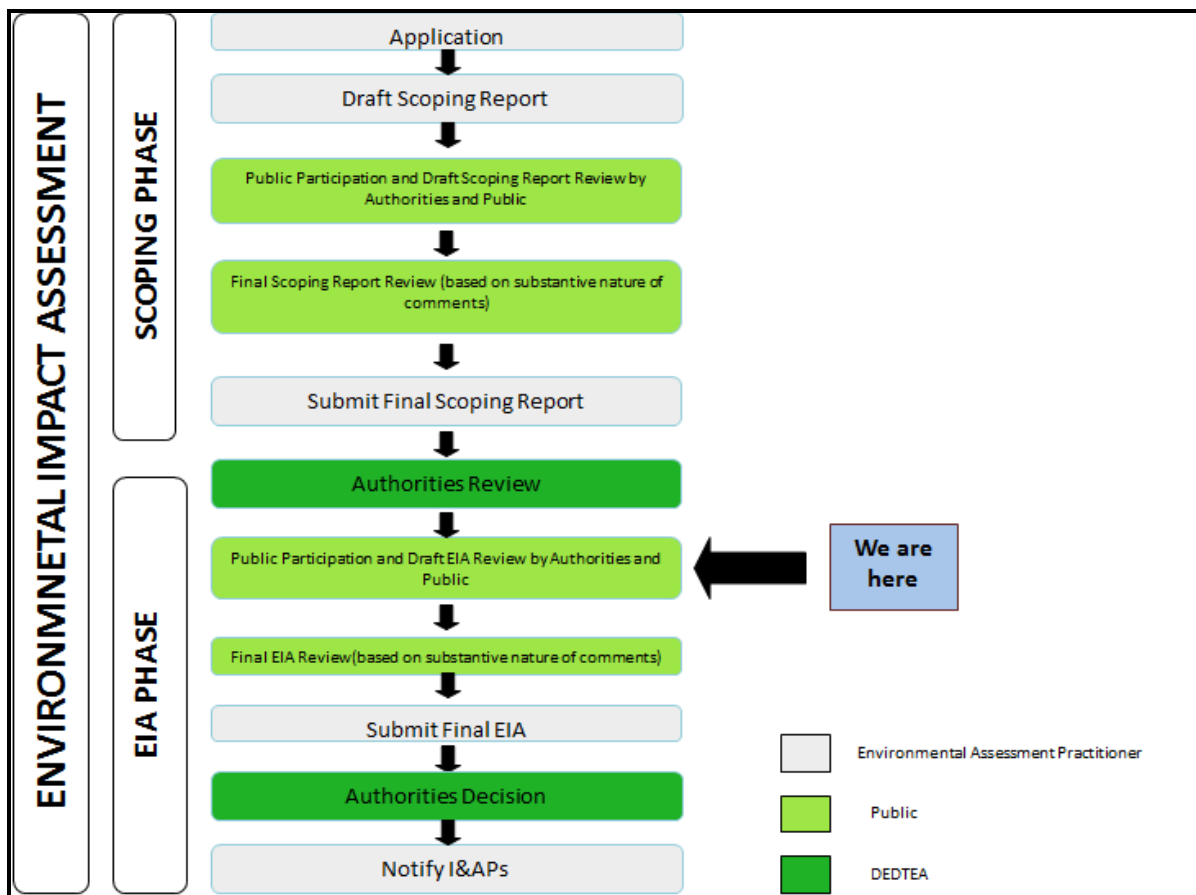 ENVIRONMNETAL IMPACT ASSESSMENT
SCOPING PHASE
Application
Draft Scoping Report
Public Participation and Draft Scoping Report Review by
Authorities and Public
Final Scoping Report Review (based on substantive nature of
comments)
Submit Final Scoping Report
EIA PHASE
Authorities Review
Public Participation and Draft EIA Review by Authorities and
Public
We are
here
Final EIA Review(based on substantive nature of comments)
Submit Final EIA
Authorities Decision
Notify I&APs
Environmental Assessment Practitioner
Public
DEDTEA